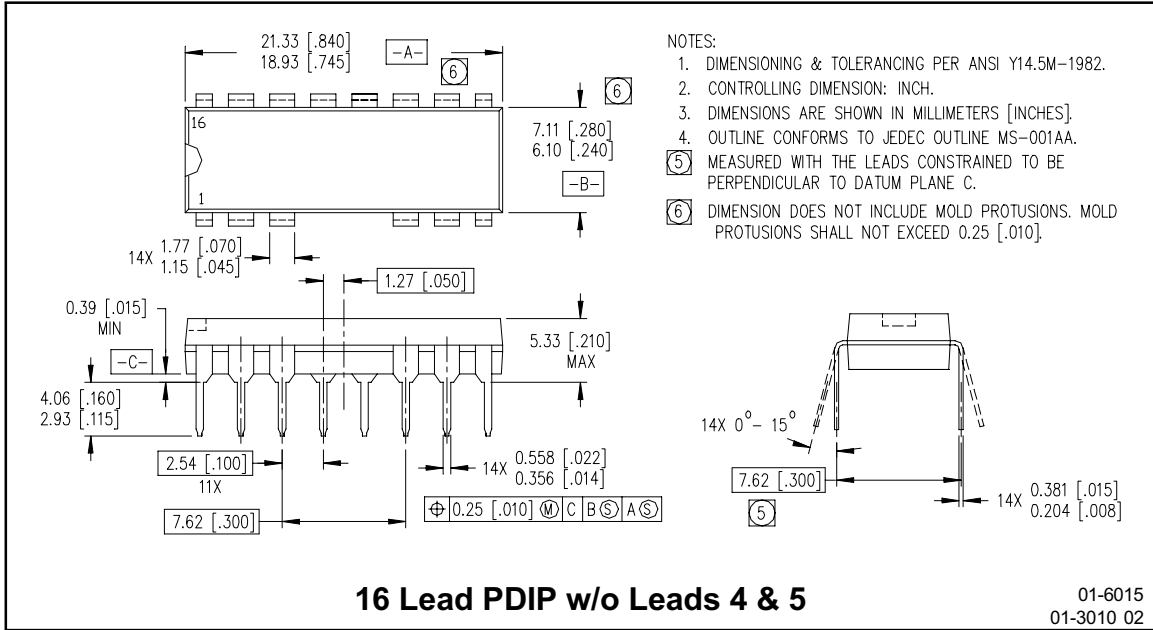 21.33 [.840]
18.93 [.745]
-A-
6
6
16
1
7.11 [.280]
6.10 [.240]
-B-
NOTES:
1. DIMENSIONING & TOLERANCING PER ANSI Y14.5M-1982.
2. CONTROLLING DIMENSION: INCH.
3. DIMENSIONS ARE SHOWN IN MILLIMETERS [INCHES].
4. OUTLINE CONFORMS TO JEDEC OUTLINE MS-001AA.
5 MEASURED WITH THE LEADS CONSTRAINED TO BE
PERPENDICULAR TO DATUM PLANE C.
6 DIMENSION DOES NOT INCLUDE MOLD PROTUSIONS. MOLD
PROTUSIONS SHALL NOT EXCEED 0.25 [.010].
14X 1.77 [.070]
1.15 [.045]
1.27 [.050]
0.39 [.015]
MIN
-C-
5.33 [.210]
MAX
4.06 [.160]
2.93 [.115]
2.54 [.100]
11X
14X 0.558 [.022]
0.356 [.014]
7.62 [.300]
⌖ 0.25 [.010] Ⓜ C BⓈ AⓈ
14X 0° - 15°
7.62 [.300]
5
14X 0.381 [.015]
0.204 [.008]
16 Lead PDIP w/o Leads 4 & 5
01-6015
01-3010 02